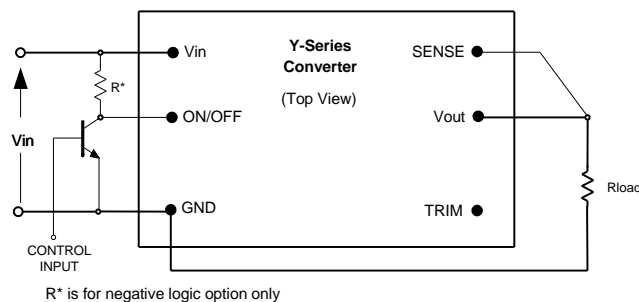 Y-Series
Converter
(Top View)
Vin
SENSE
R*
ON/OFF
Vout
Vin
Rload
GND
TRIM
CONTROL
INPUT
R* is for negative logic option only